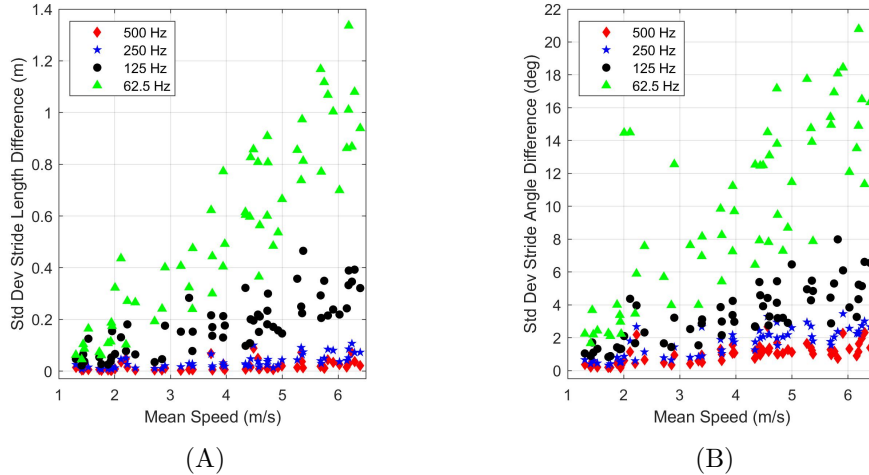 1.4
1.2
1
0.8
0.6
0.4
0.2
0
Std Dev Stride Length Difference (m)
500 Hz
250 Hz
125 Hz
62.5 Hz
1 2 3 4 5 6
Mean Speed (m/s)
(A)
22
20
18
16
14
12
10
8
6
4
2
0
Std Dev Stride Angle Difference (deg)
500 Hz
250 Hz
125 Hz
62.5 Hz
1 2 3 4 5 6
Mean Speed (m/s)
(B)